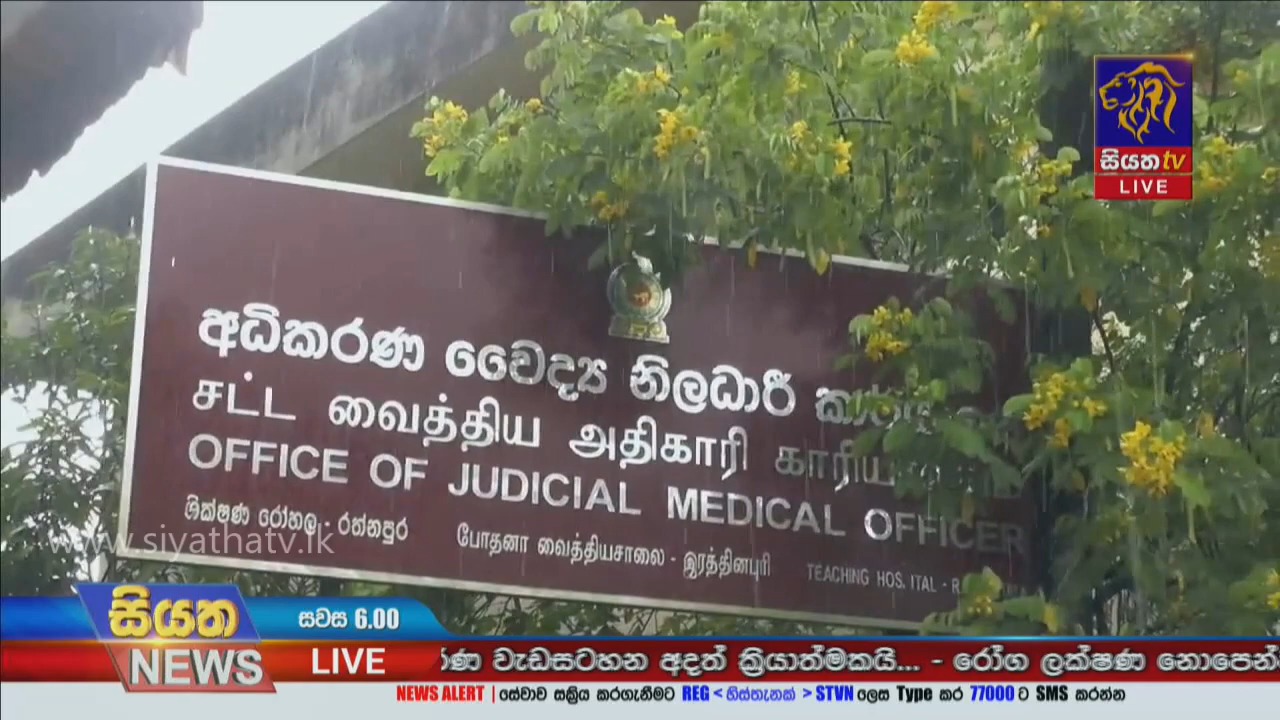 සියත tv
LIVE
අධිකරණ වෛද්‍ය නිලධාරී
சட்ட வைத்திய அதிகாரி
OFFICE OF JUDICIAL MEDICAL OFFICER
ශික්ෂණ රෝහල - රත්නපුර போதனா வைத்தியசாலை - இரத்தினபுரி TEACHING
www.siyathatv.lk
සියත
සවස 6.00
NEWS
LIVE
වැඩසටහන අදත් ක්‍රියාත්මකයි... - රෝග ලක්ෂණ
NEWS ALERT | සේවාව සක්‍රිය කරගැනීමට REG < හිස්තැනක් > STVN ලෙස Type කර 77000 ට SMS කරන්න